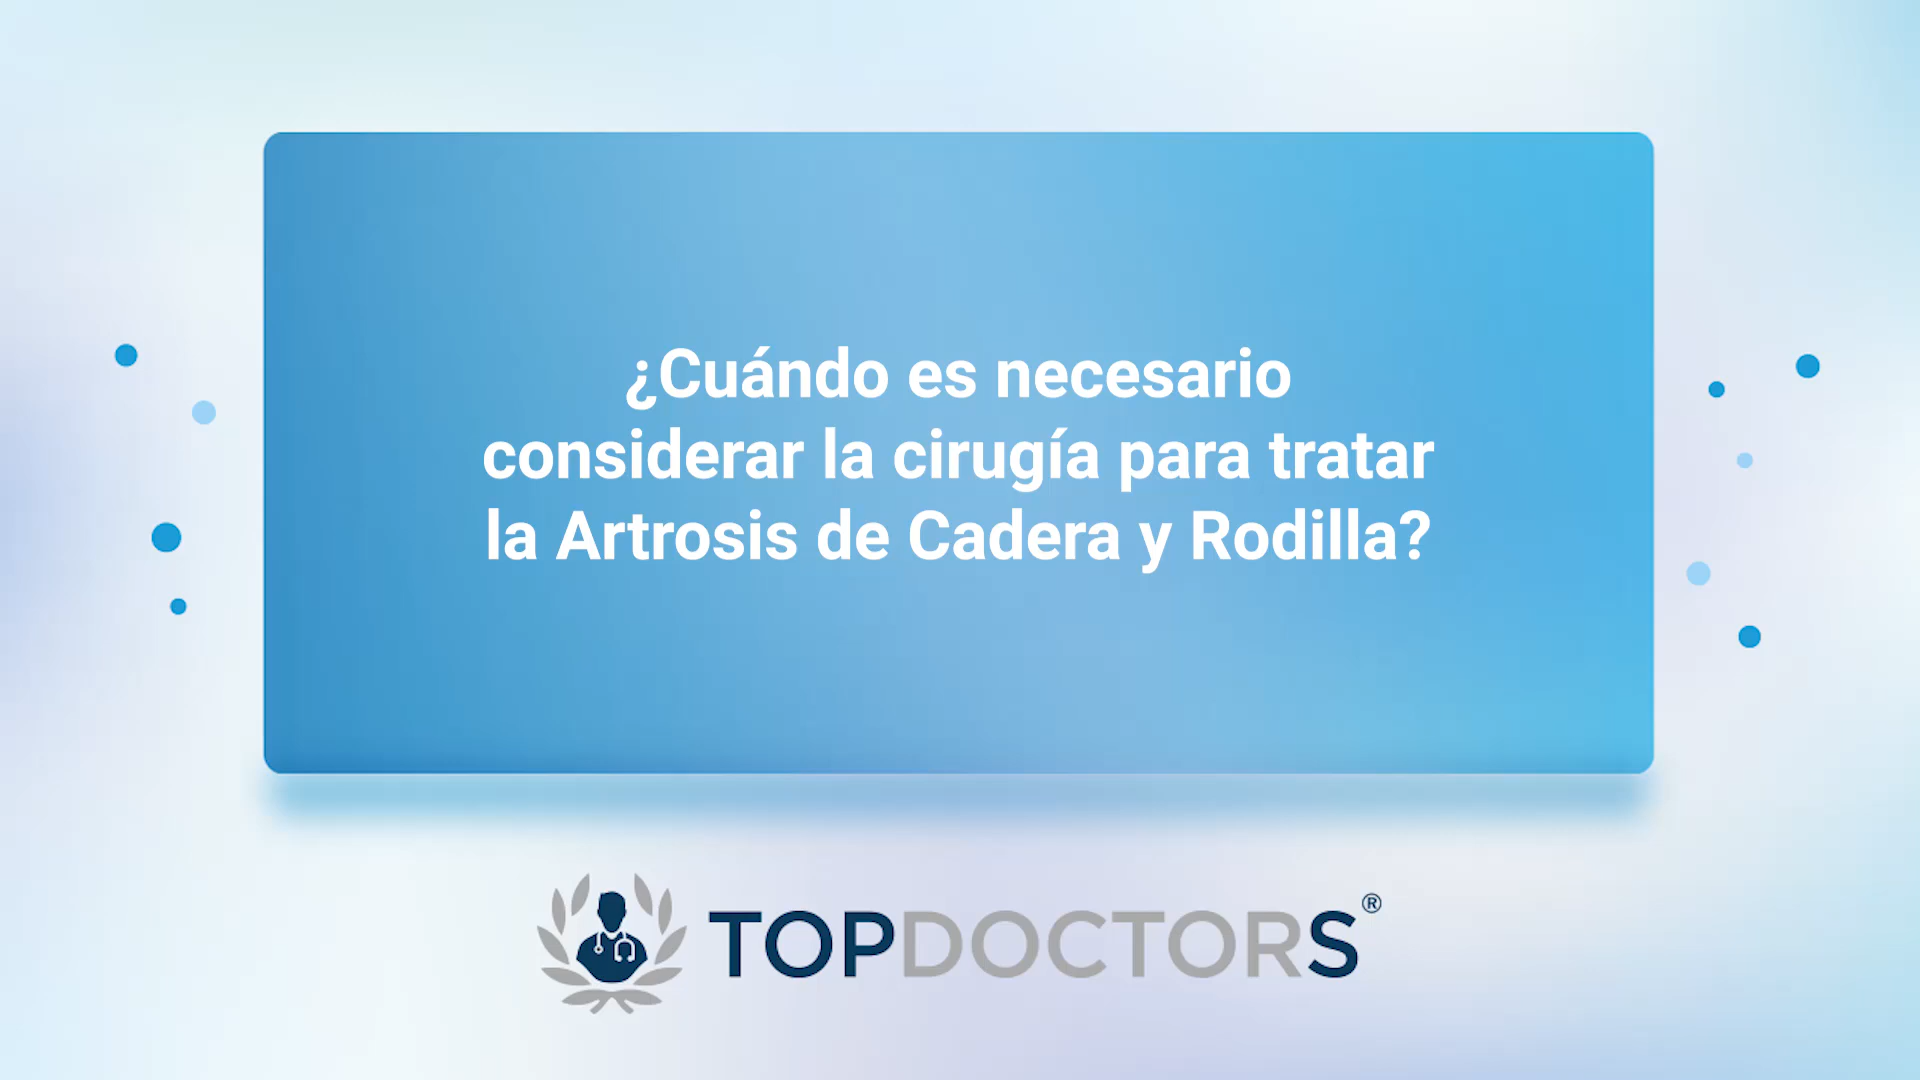 ¿Cuándo es necesario
considerar la cirugía para tratar
la Artrosis de Cadera y Rodilla?
TOPDOCTORS®